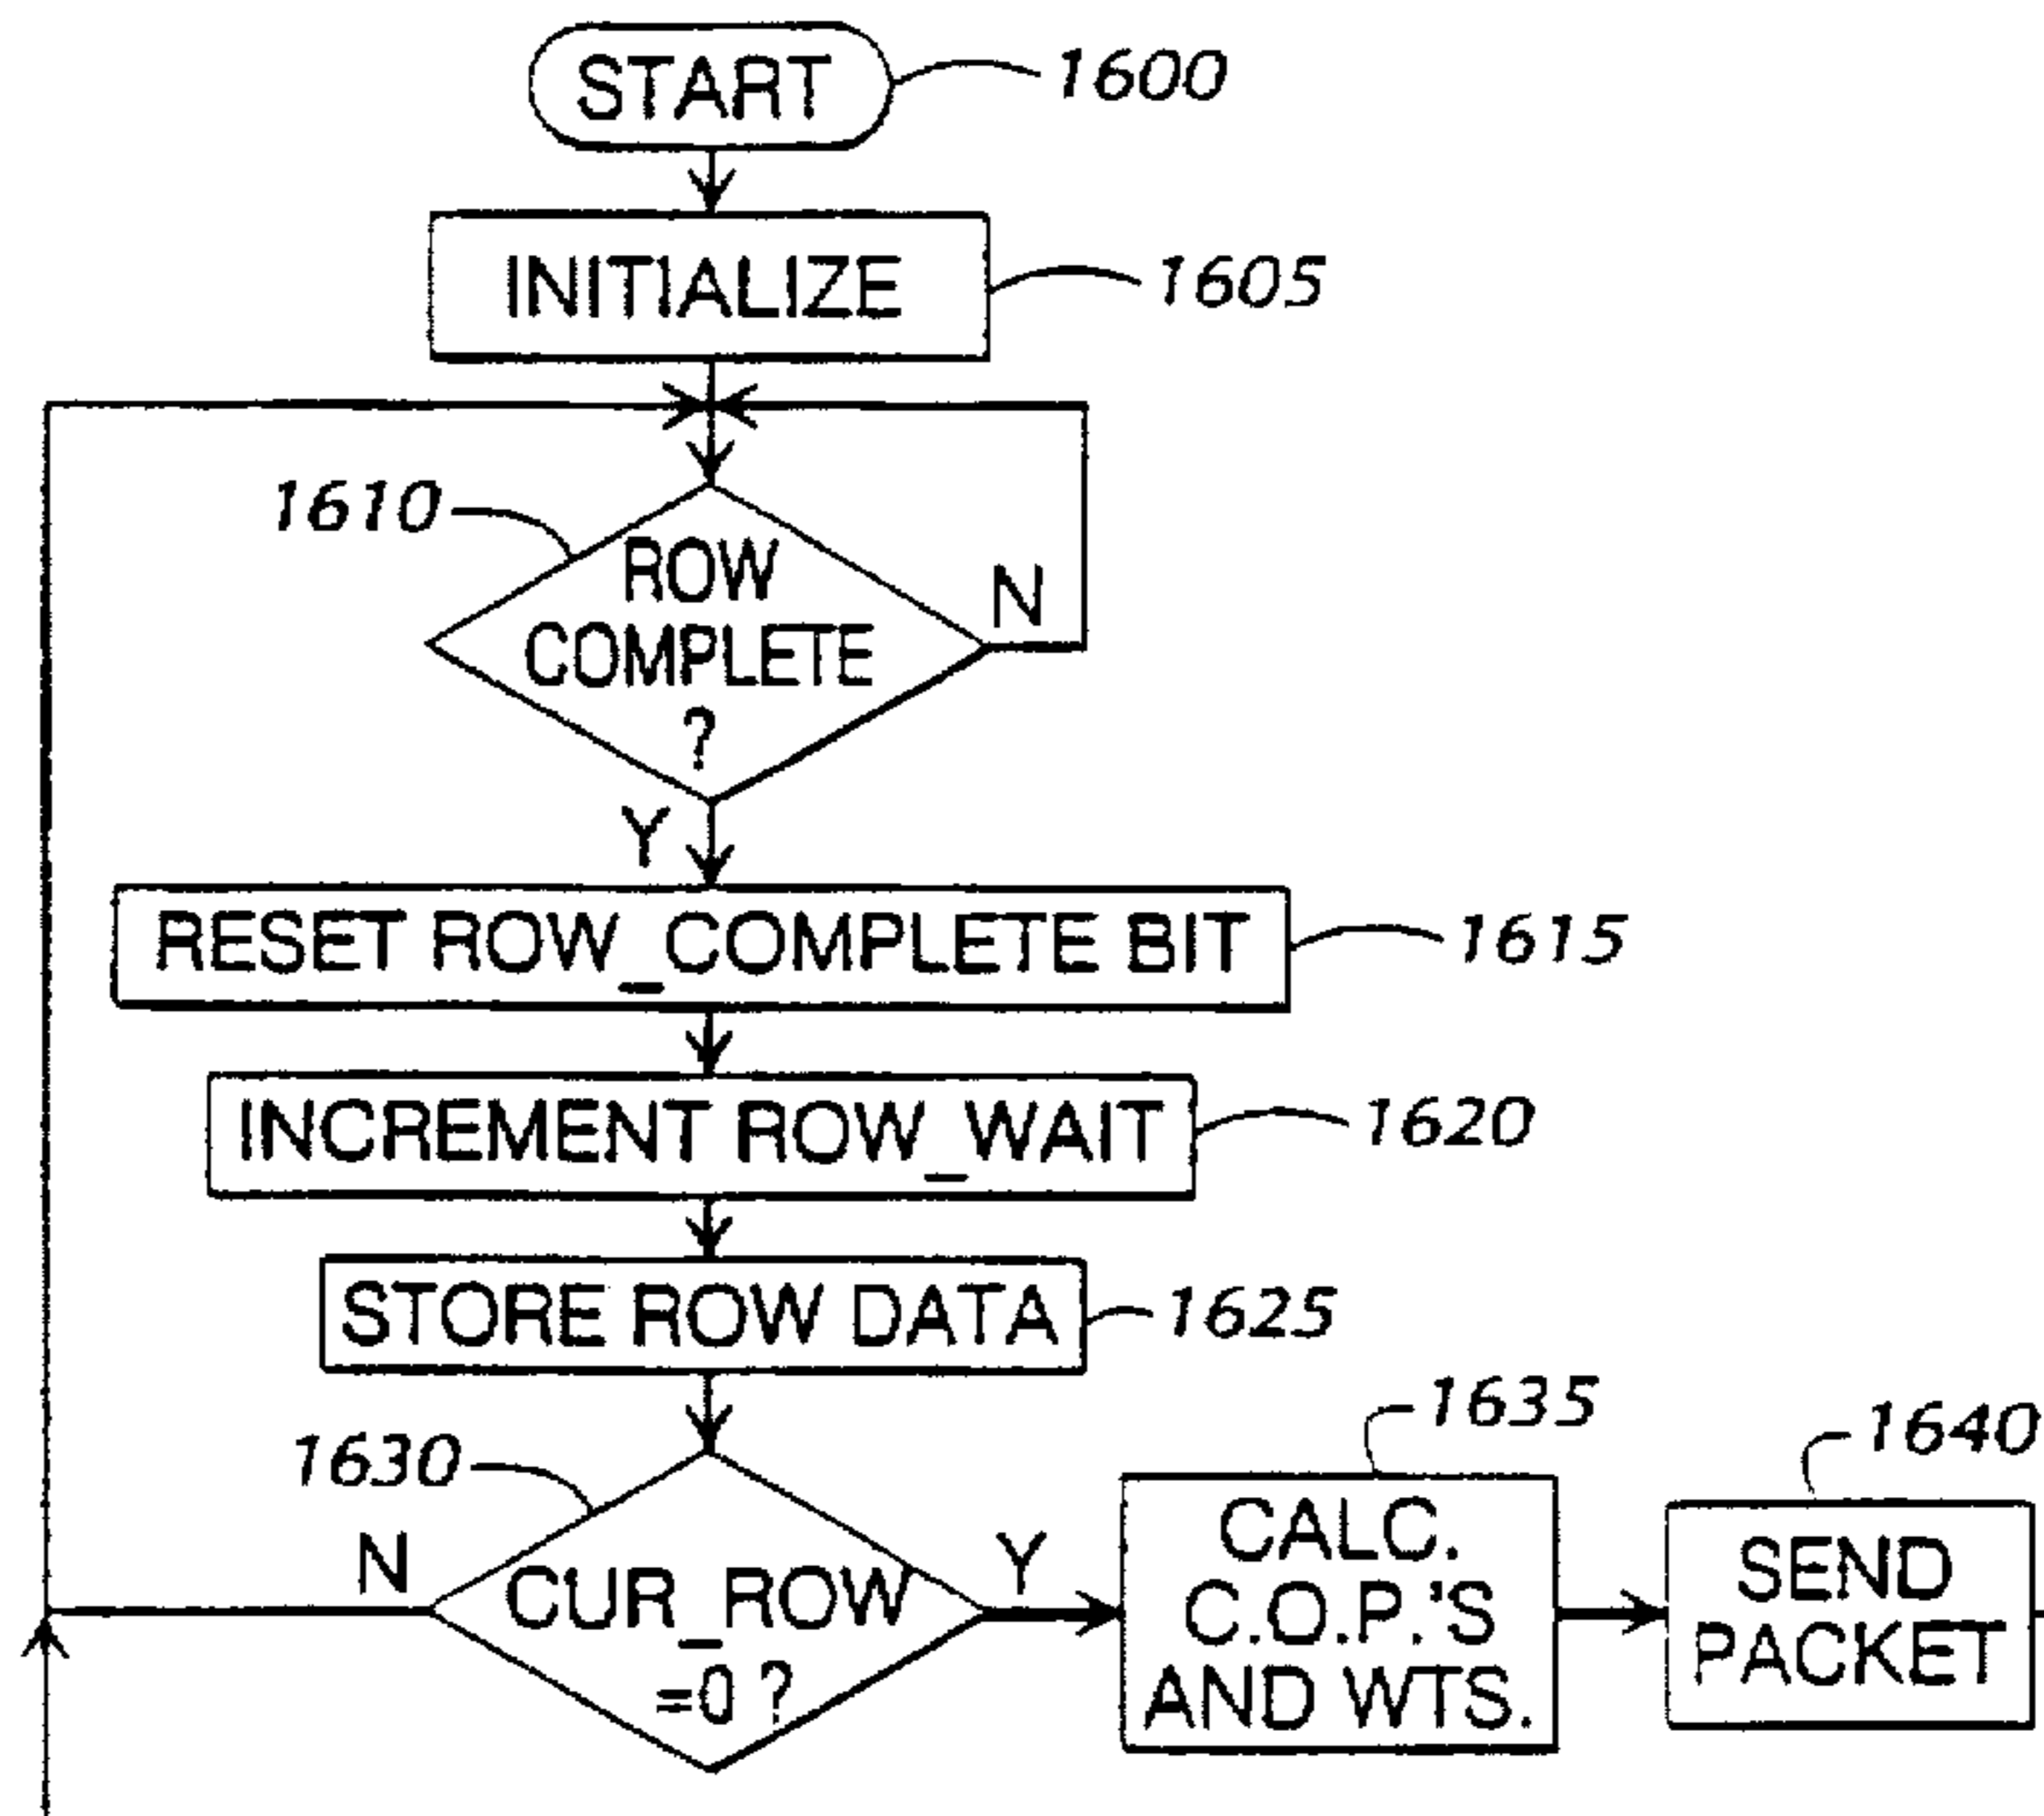 START
1600
INITIALIZE
1605
1610
ROW
COMPLETE
?
N
Y
RESET ROW_COMPLETE BIT
1615
INCREMENT ROW_WAIT
1620
STORE ROW DATA
1625
1630
N
CUR_ROW
=0 ?
Y
1635
CALC.
C.O.P.'S
AND WTS.
1640
SEND
PACKET